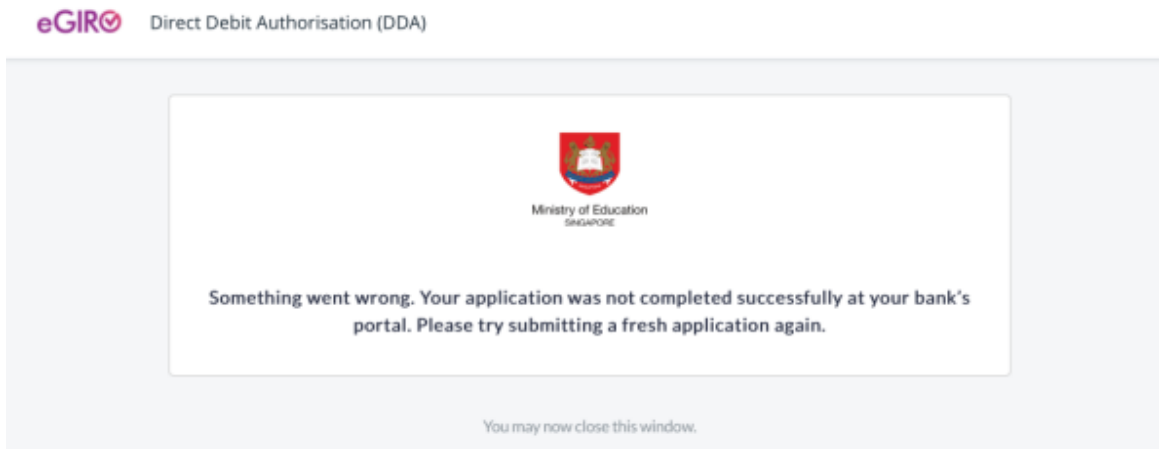 eGIRO Direct Debit Authorisation (DDA)
Ministry of Education
SINGAPORE
Something went wrong. Your application was not completed successfully at your bank's
portal. Please try submitting a fresh application again.
You may now close this window.